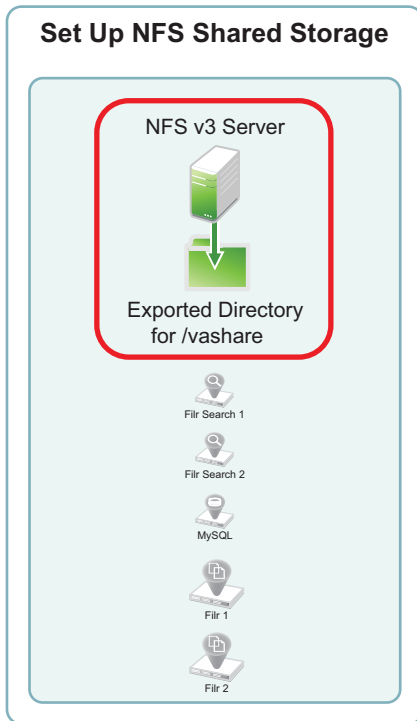 Set Up NFS Shared Storage
NFS v3 Server
Exported Directory
for /vashare
Filr Search 1
Filr Search 2
MySQL
Filr 1
Filr 2